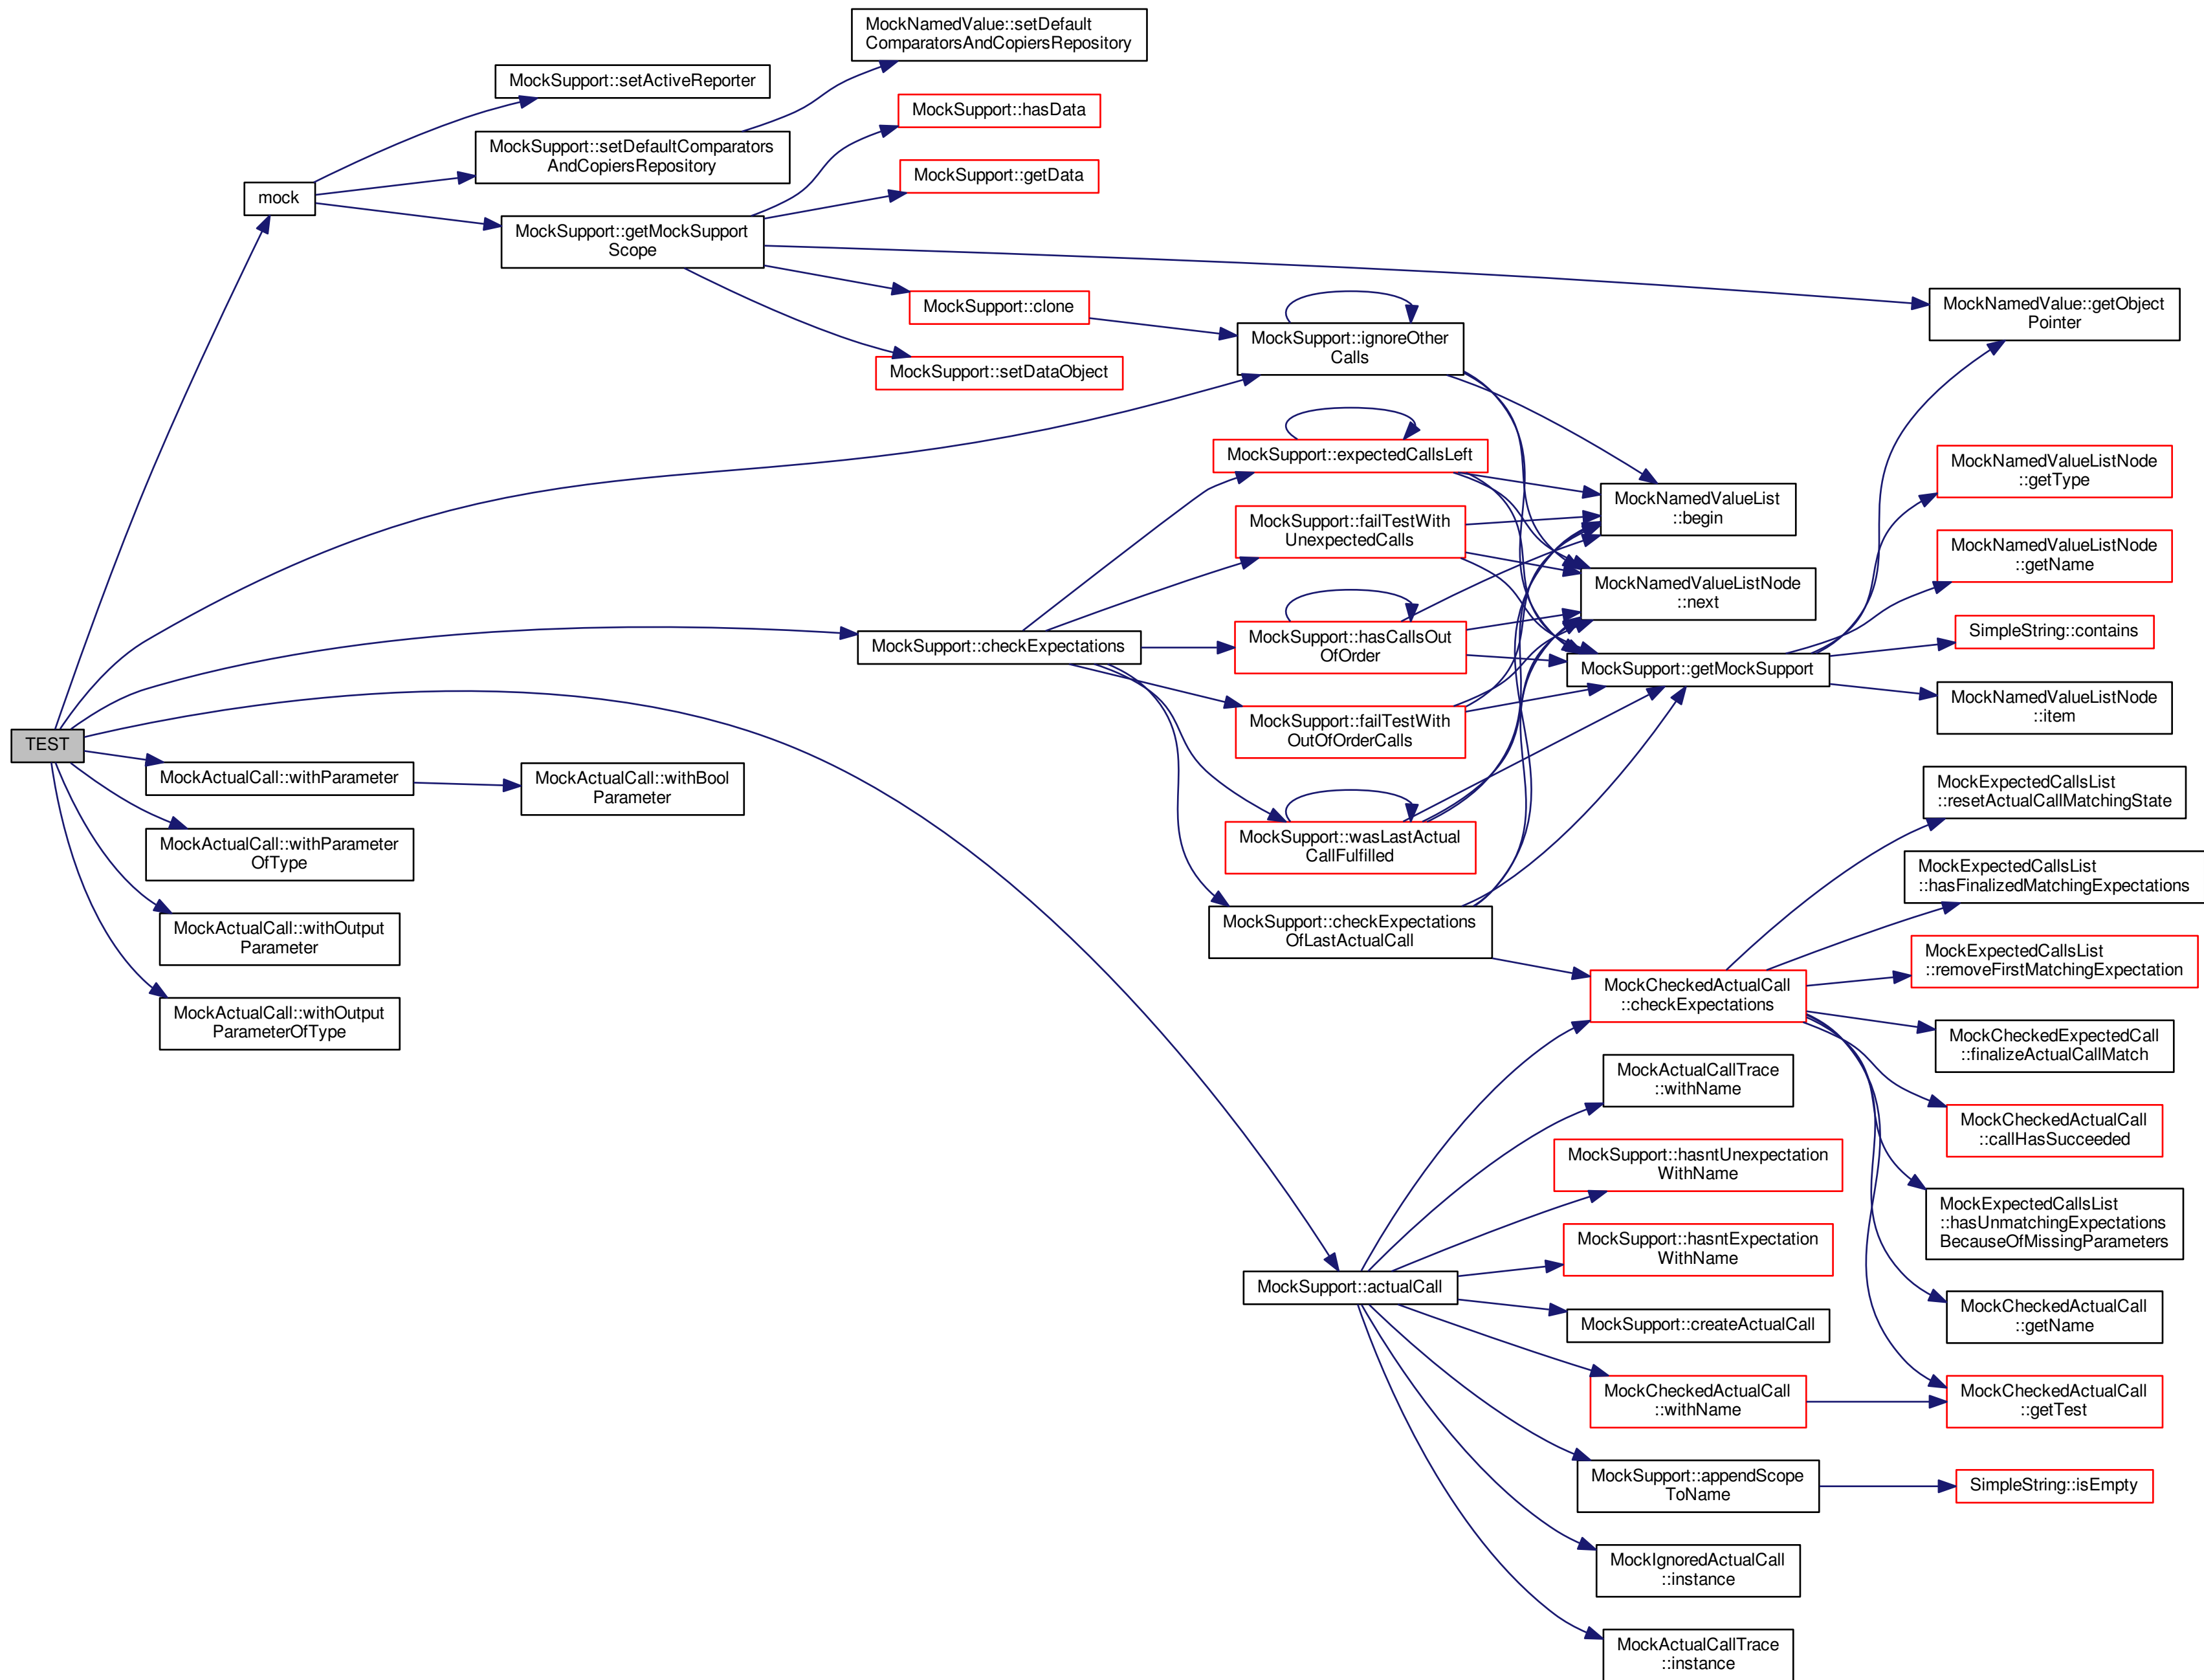 MockNamedValue::setDefault
ComparatorsAndCopiersRepository
MockSupport::setActiveReporter
MockSupport::hasData
MockSupport::setDefaultComparators
AndCopiersRepository
MockSupport::getData
mock
MockSupport::getMockSupport
Scope
MockSupport::clone
MockNamedValue::getObject
Pointer
MockSupport::ignoreOther
Calls
MockSupport::setDataObject
MockSupport::expectedCallsLeft
MockNamedValueListNode
::getType
MockNamedValueList
::begin
MockSupport::failTestWith
UnexpectedCalls
MockNamedValueListNode
::getName
MockNamedValueListNode
::next
SimpleString::contains
MockSupport::checkExpectations
MockSupport::hasCallsOut
OfOrder
MockSupport::getMockSupport
MockNamedValueListNode
::item
MockSupport::failTestWith
OutOfOrderCalls
TEST
MockActualCall::withParameter
MockActualCall::withBool
Parameter
MockExpectedCallsList
::resetActualCallMatchingState
MockActualCall::withParameter
OfType
MockSupport::wasLastActual
CallFulfilled
MockExpectedCallsList
::hasFinalizedMatchingExpectations
MockActualCall::withOutput
Parameter
MockSupport::checkExpectations
OfLastActualCall
MockExpectedCallsList
::removeFirstMatchingExpectation
MockCheckedActualCall
::checkExpectations
MockActualCall::withOutput
ParameterOfType
MockCheckedExpectedCall
::finalizeActualCallMatch
MockActualCallTrace
::withName
MockCheckedActualCall
::callHasSucceeded
MockSupport::hasntUnexpectation
WithName
MockExpectedCallsList
::hasUnmatchingExpectations
BecauseOfMissingParameters
MockSupport::hasntExpectation
WithName
MockSupport::actualCall
MockCheckedActualCall
::getName
MockSupport::createActualCall
MockCheckedActualCall
::withName
MockCheckedActualCall
::getTest
MockSupport::appendScope
ToName
SimpleString::isEmpty
MockIgnoredActualCall
::instance
MockActualCallTrace
::instance